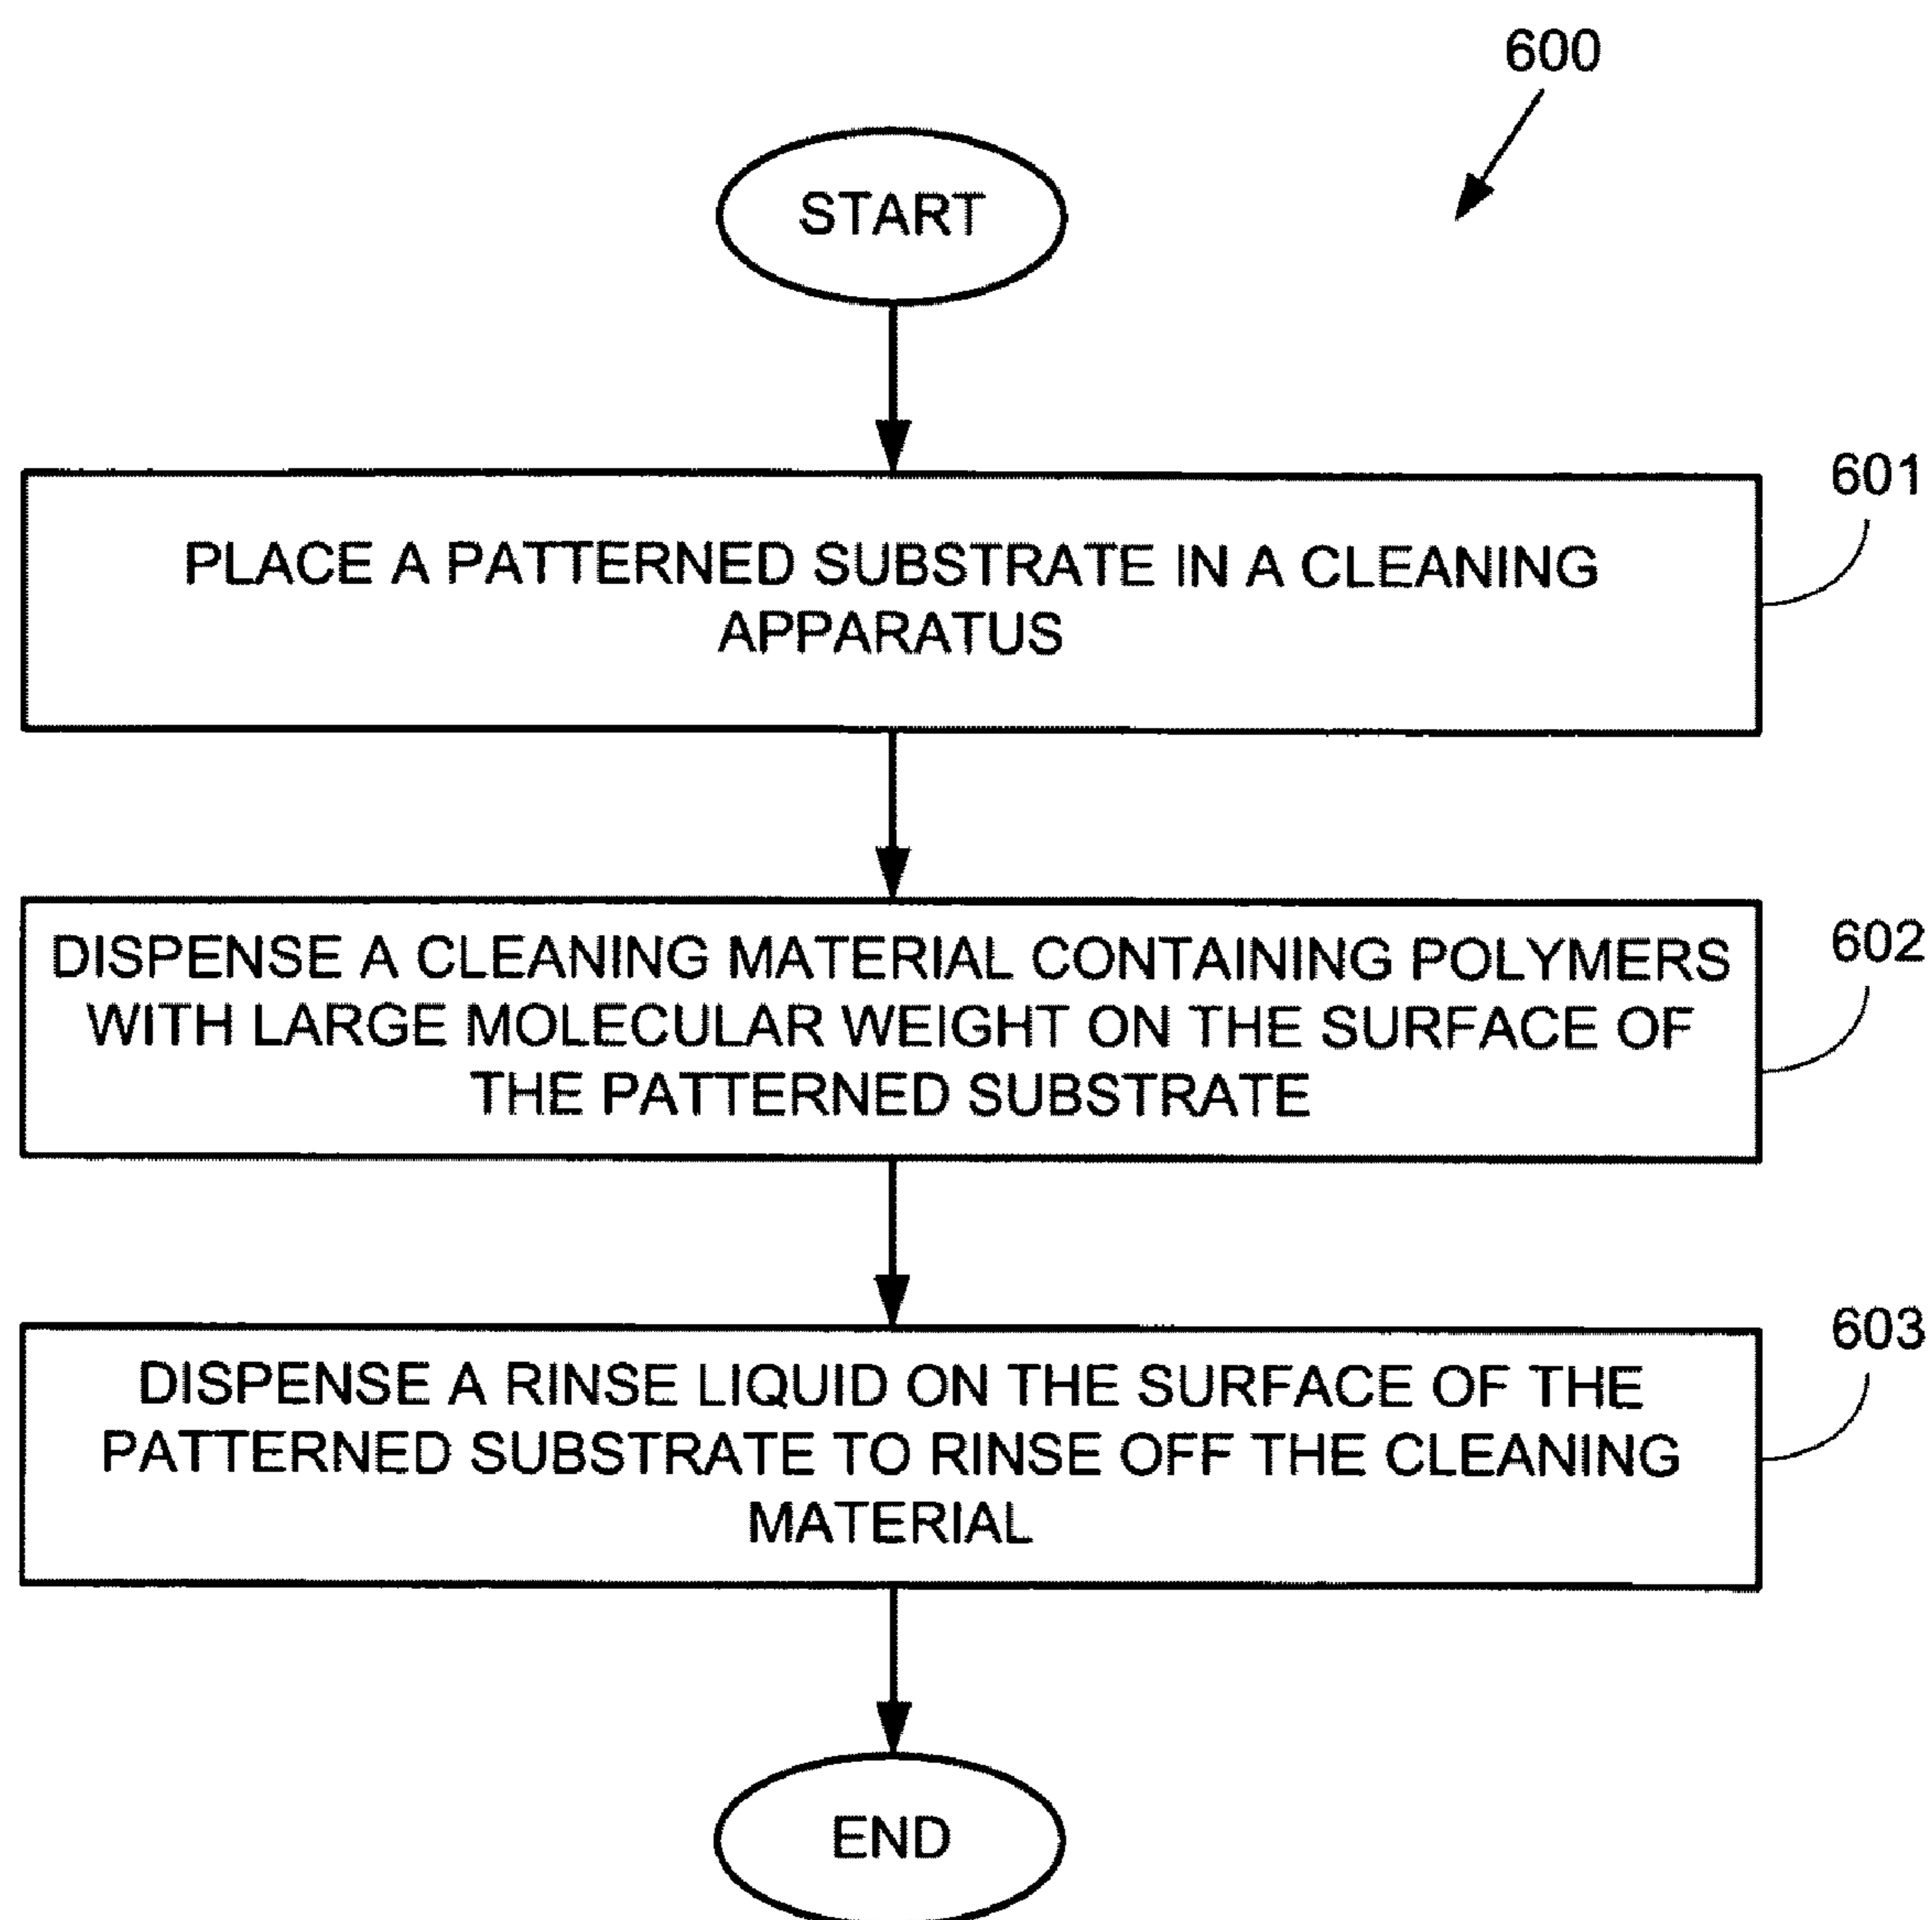 600
START
601
PLACE A PATTERNED SUBSTRATE IN A CLEANING
APPARATUS
602
DISPENSE A CLEANING MATERIAL CONTAINING POLYMERS
WITH LARGE MOLECULAR WEIGHT ON THE SURFACE OF
THE PATTERNED SUBSTRATE
603
DISPENSE A RINSE LIQUID ON THE SURFACE OF THE
PATTERNED SUBSTRATE TO RINSE OFF THE CLEANING
MATERIAL
END